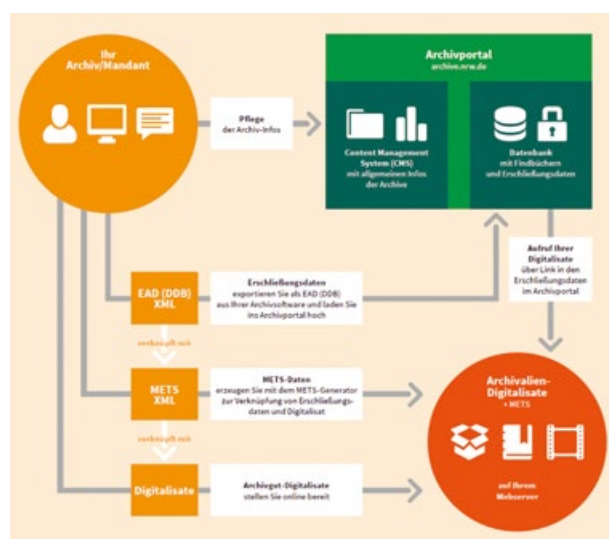 Ihr
Archiv/Mandant
Archivportal
archive.nrw.de
Pflege
der Archiv-Infos
Content Management
System (CMS)
mit allgemeinen Infos
der Archive
Datenbank
mit Findbüchern
und Erschließungsdaten
Aufruf Ihrer
Digitalisate
über Link in den
Erschließungsdaten
im Archivportal
EAD (DDB)
XML
Erschließungsdaten
exportieren Sie als EAD (DDB)
aus Ihrer Archivsoftware und laden Sie
ins Archivportal hoch
verknüpft mit
METS
XML
METS-Daten
erzeugen Sie mit dem METS-Generator
zur Verknüpfung von Erschließungs-
daten und Digitalisat
verknüpft mit
Digitalisate
Archivgut-Digitalisate
stellen Sie online bereit
Archivalien-
Digitalisate
+ METS
auf Ihrem
Webserver